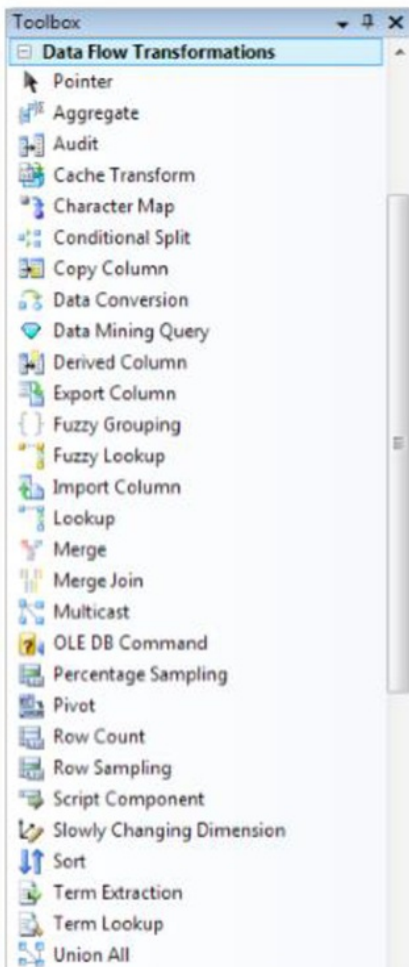 Toolbox
Data Flow Transformations
Pointer
Aggregate
Audit
Cache Transform
Character Map
Conditional Split
Copy Column
Data Conversion
Data Mining Query
Derived Column
Export Column
Fuzzy Grouping
Fuzzy Lookup
Import Column
Lookup
Merge
Merge Join
Multicast
OLE DB Command
Percentage Sampling
Pivot
Row Count
Row Sampling
Script Component
Slowly Changing Dimension
Sort
Term Extraction
Term Lookup
Union All